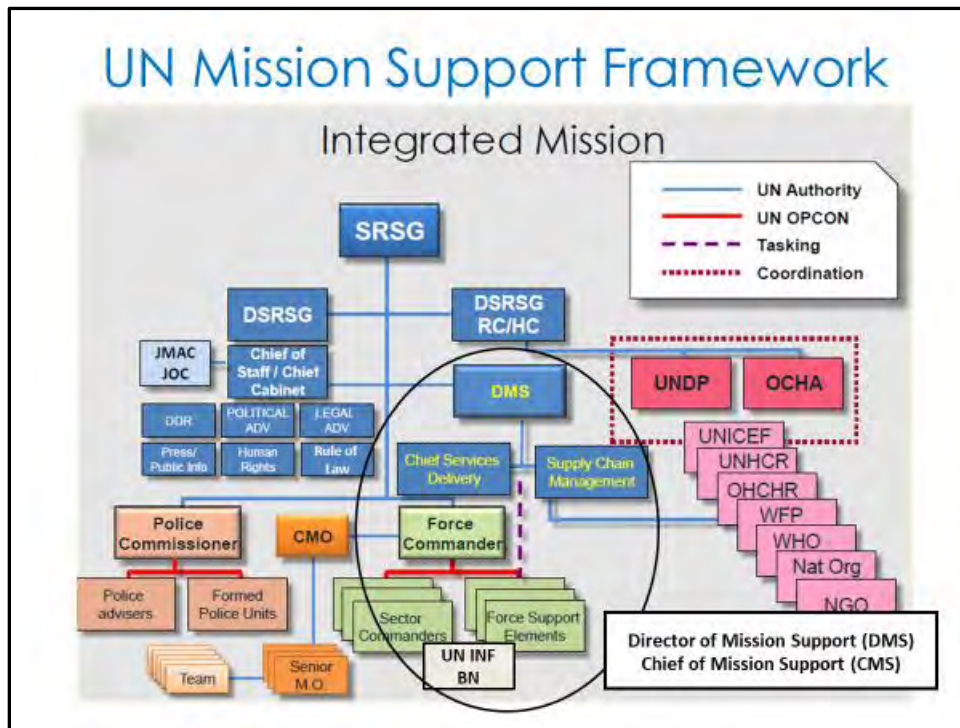 UN Mission Support Framework
Integrated Mission
UN Authority
UN OPCON
Tasking
Coordination
SRSG
DSRSG
DSRSG
RC/HC
JMAC
JOC
Chief of
Staff / Chief
Cabinet
DMS
UNDP
OCHA
DDR
POLITICAL
ADV
LEGAL
ADV
Press/
Public Info
Human
Rights
Rule of
Law
Chief Services
Delivery
Supply Chain
Management
UNICEF
UNHCR
OHCHR
WFP
WHO
Nat Org
NGO
Police
Commissioner
CMO
Force
Commander
Police
advisers
Formed
Police Units
Sector
Commanders
Force Support
Elements
UN INF
BN
Team
Senior
M.O.
Director of Mission Support (DMS)
Chief of Mission Support (CMS)